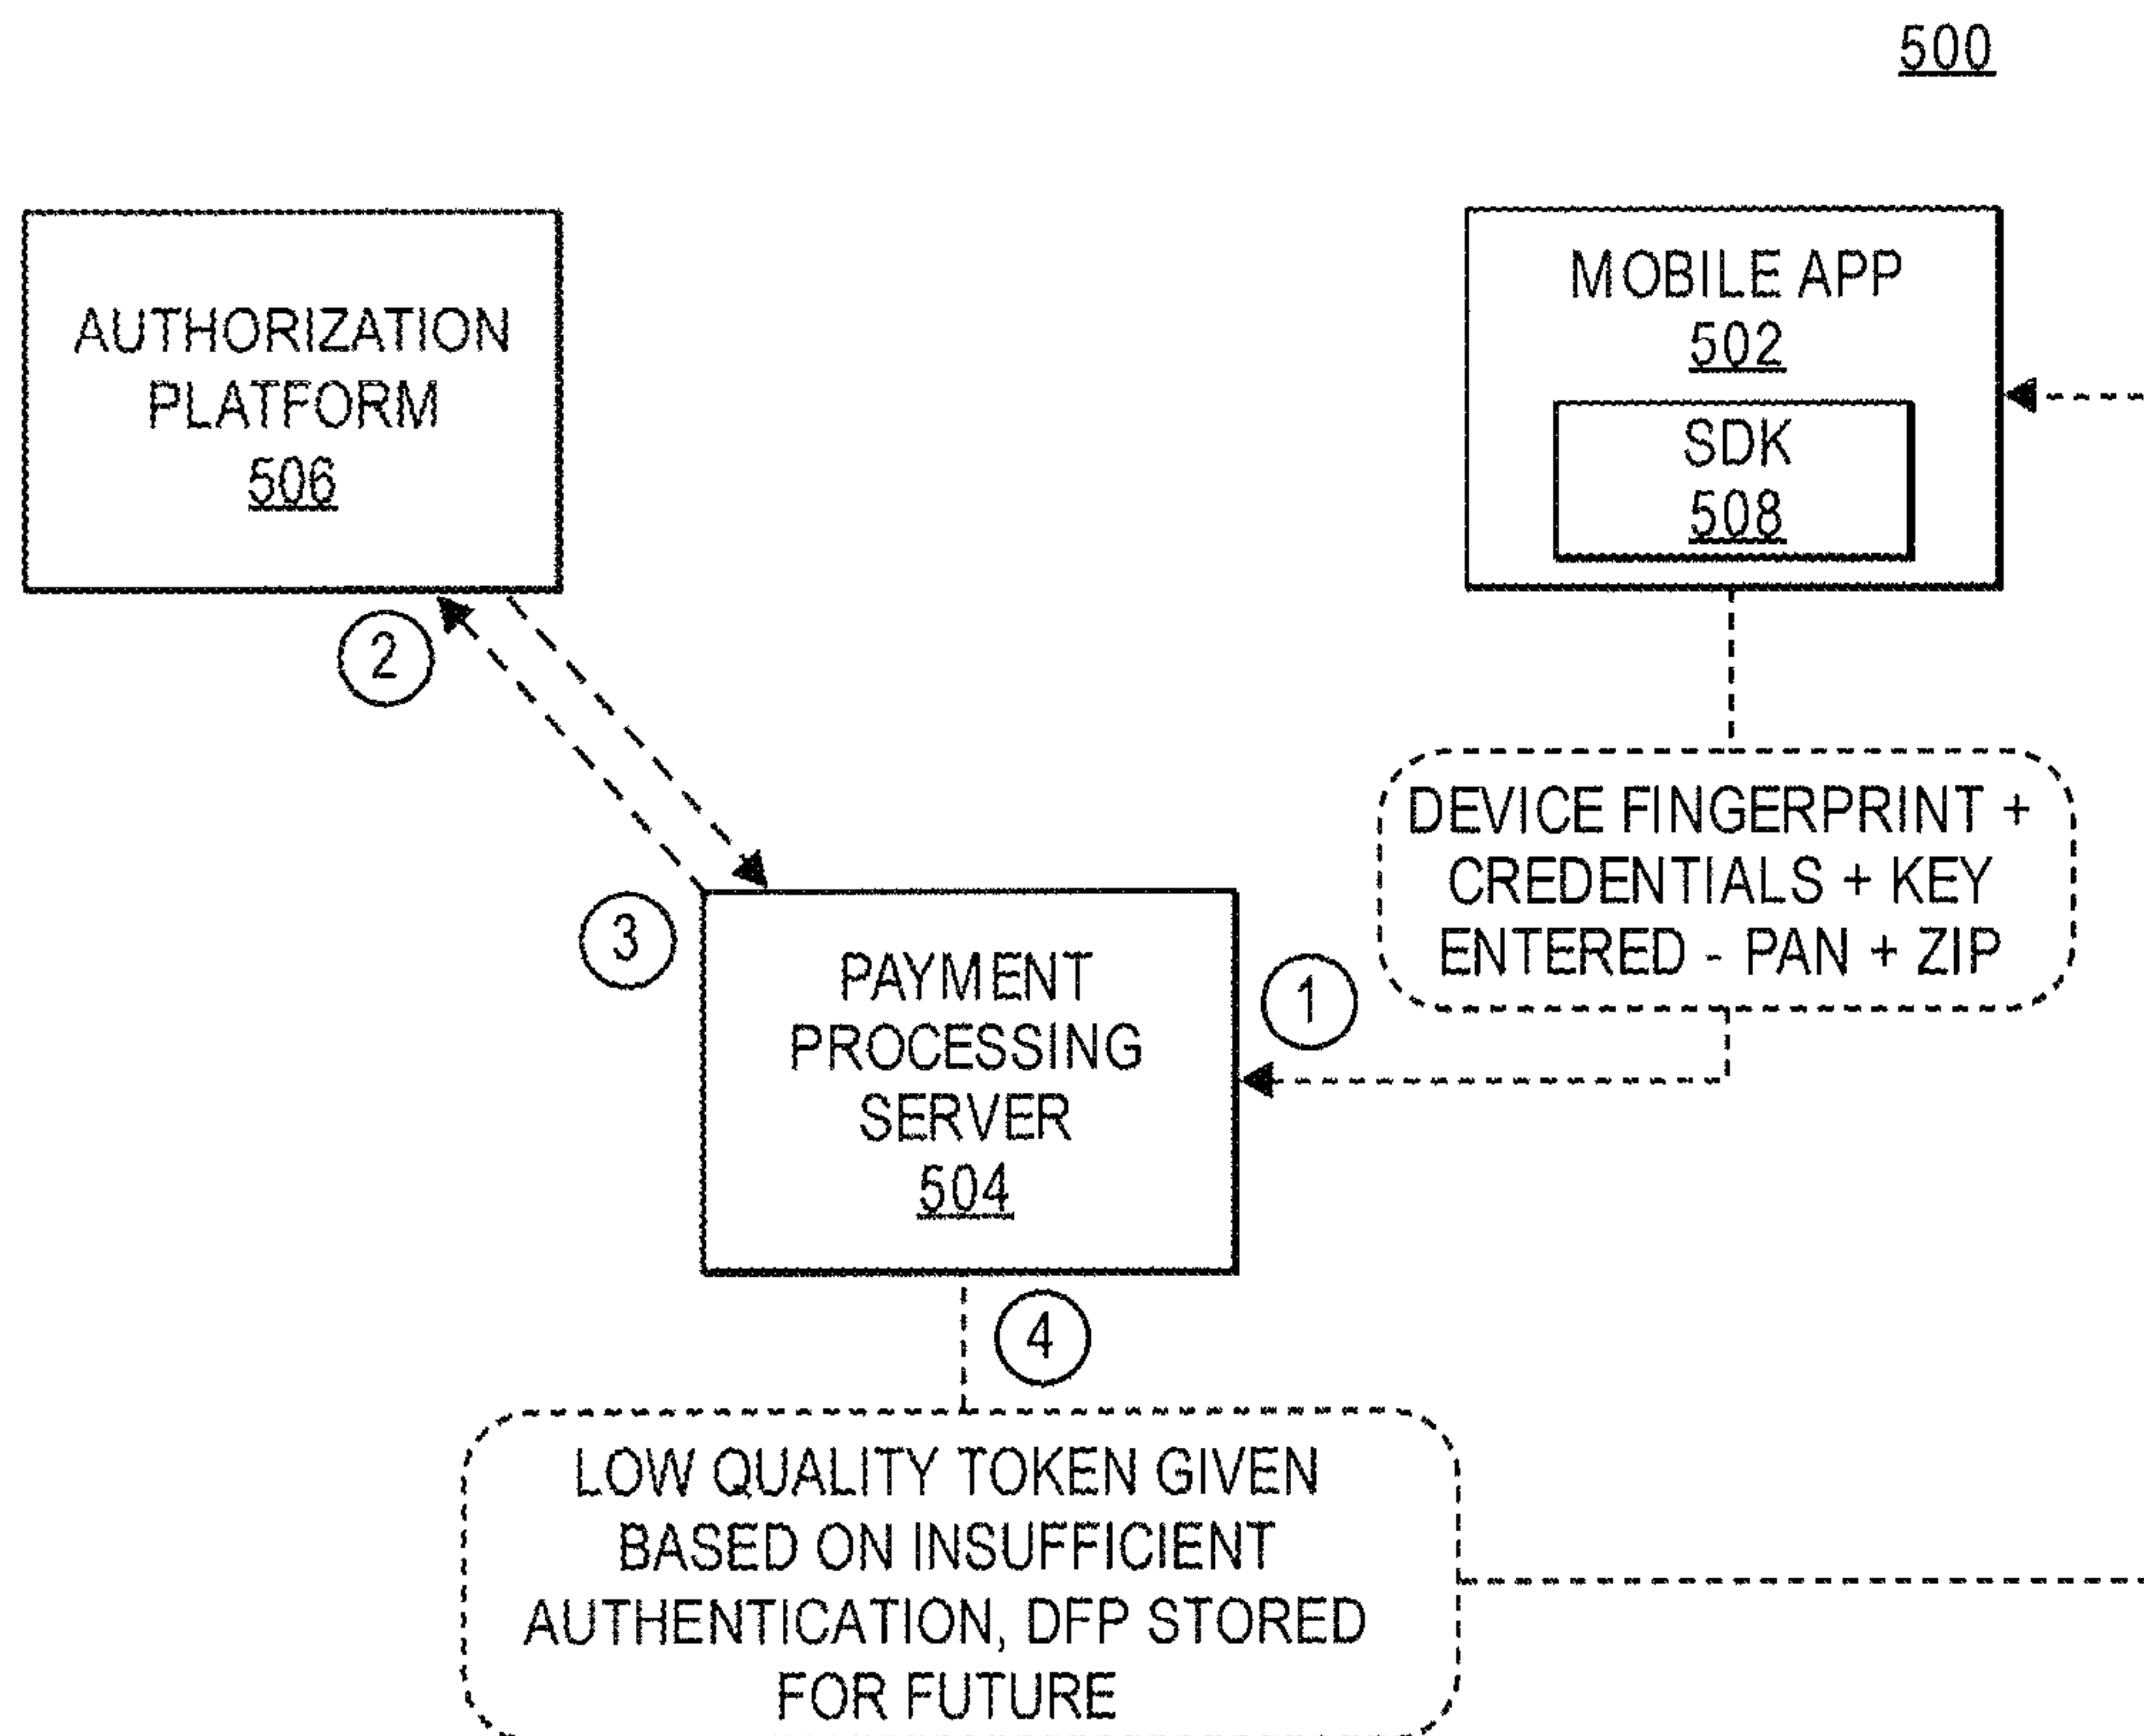 500
AUTHORIZATION
PLATFORM
506
MOBILE APP
502
SDK
508
2
DEVICE FINGERPRINT +
CREDENTIALS + KEY
ENTERED - PAN + ZIP
3
1
PAYMENT
PROCESSING
SERVER
504
4
LOW QUALITY TOKEN GIVEN
BASED ON INSUFFICIENT
AUTHENTICATION, DFP STORED
FOR FUTURE